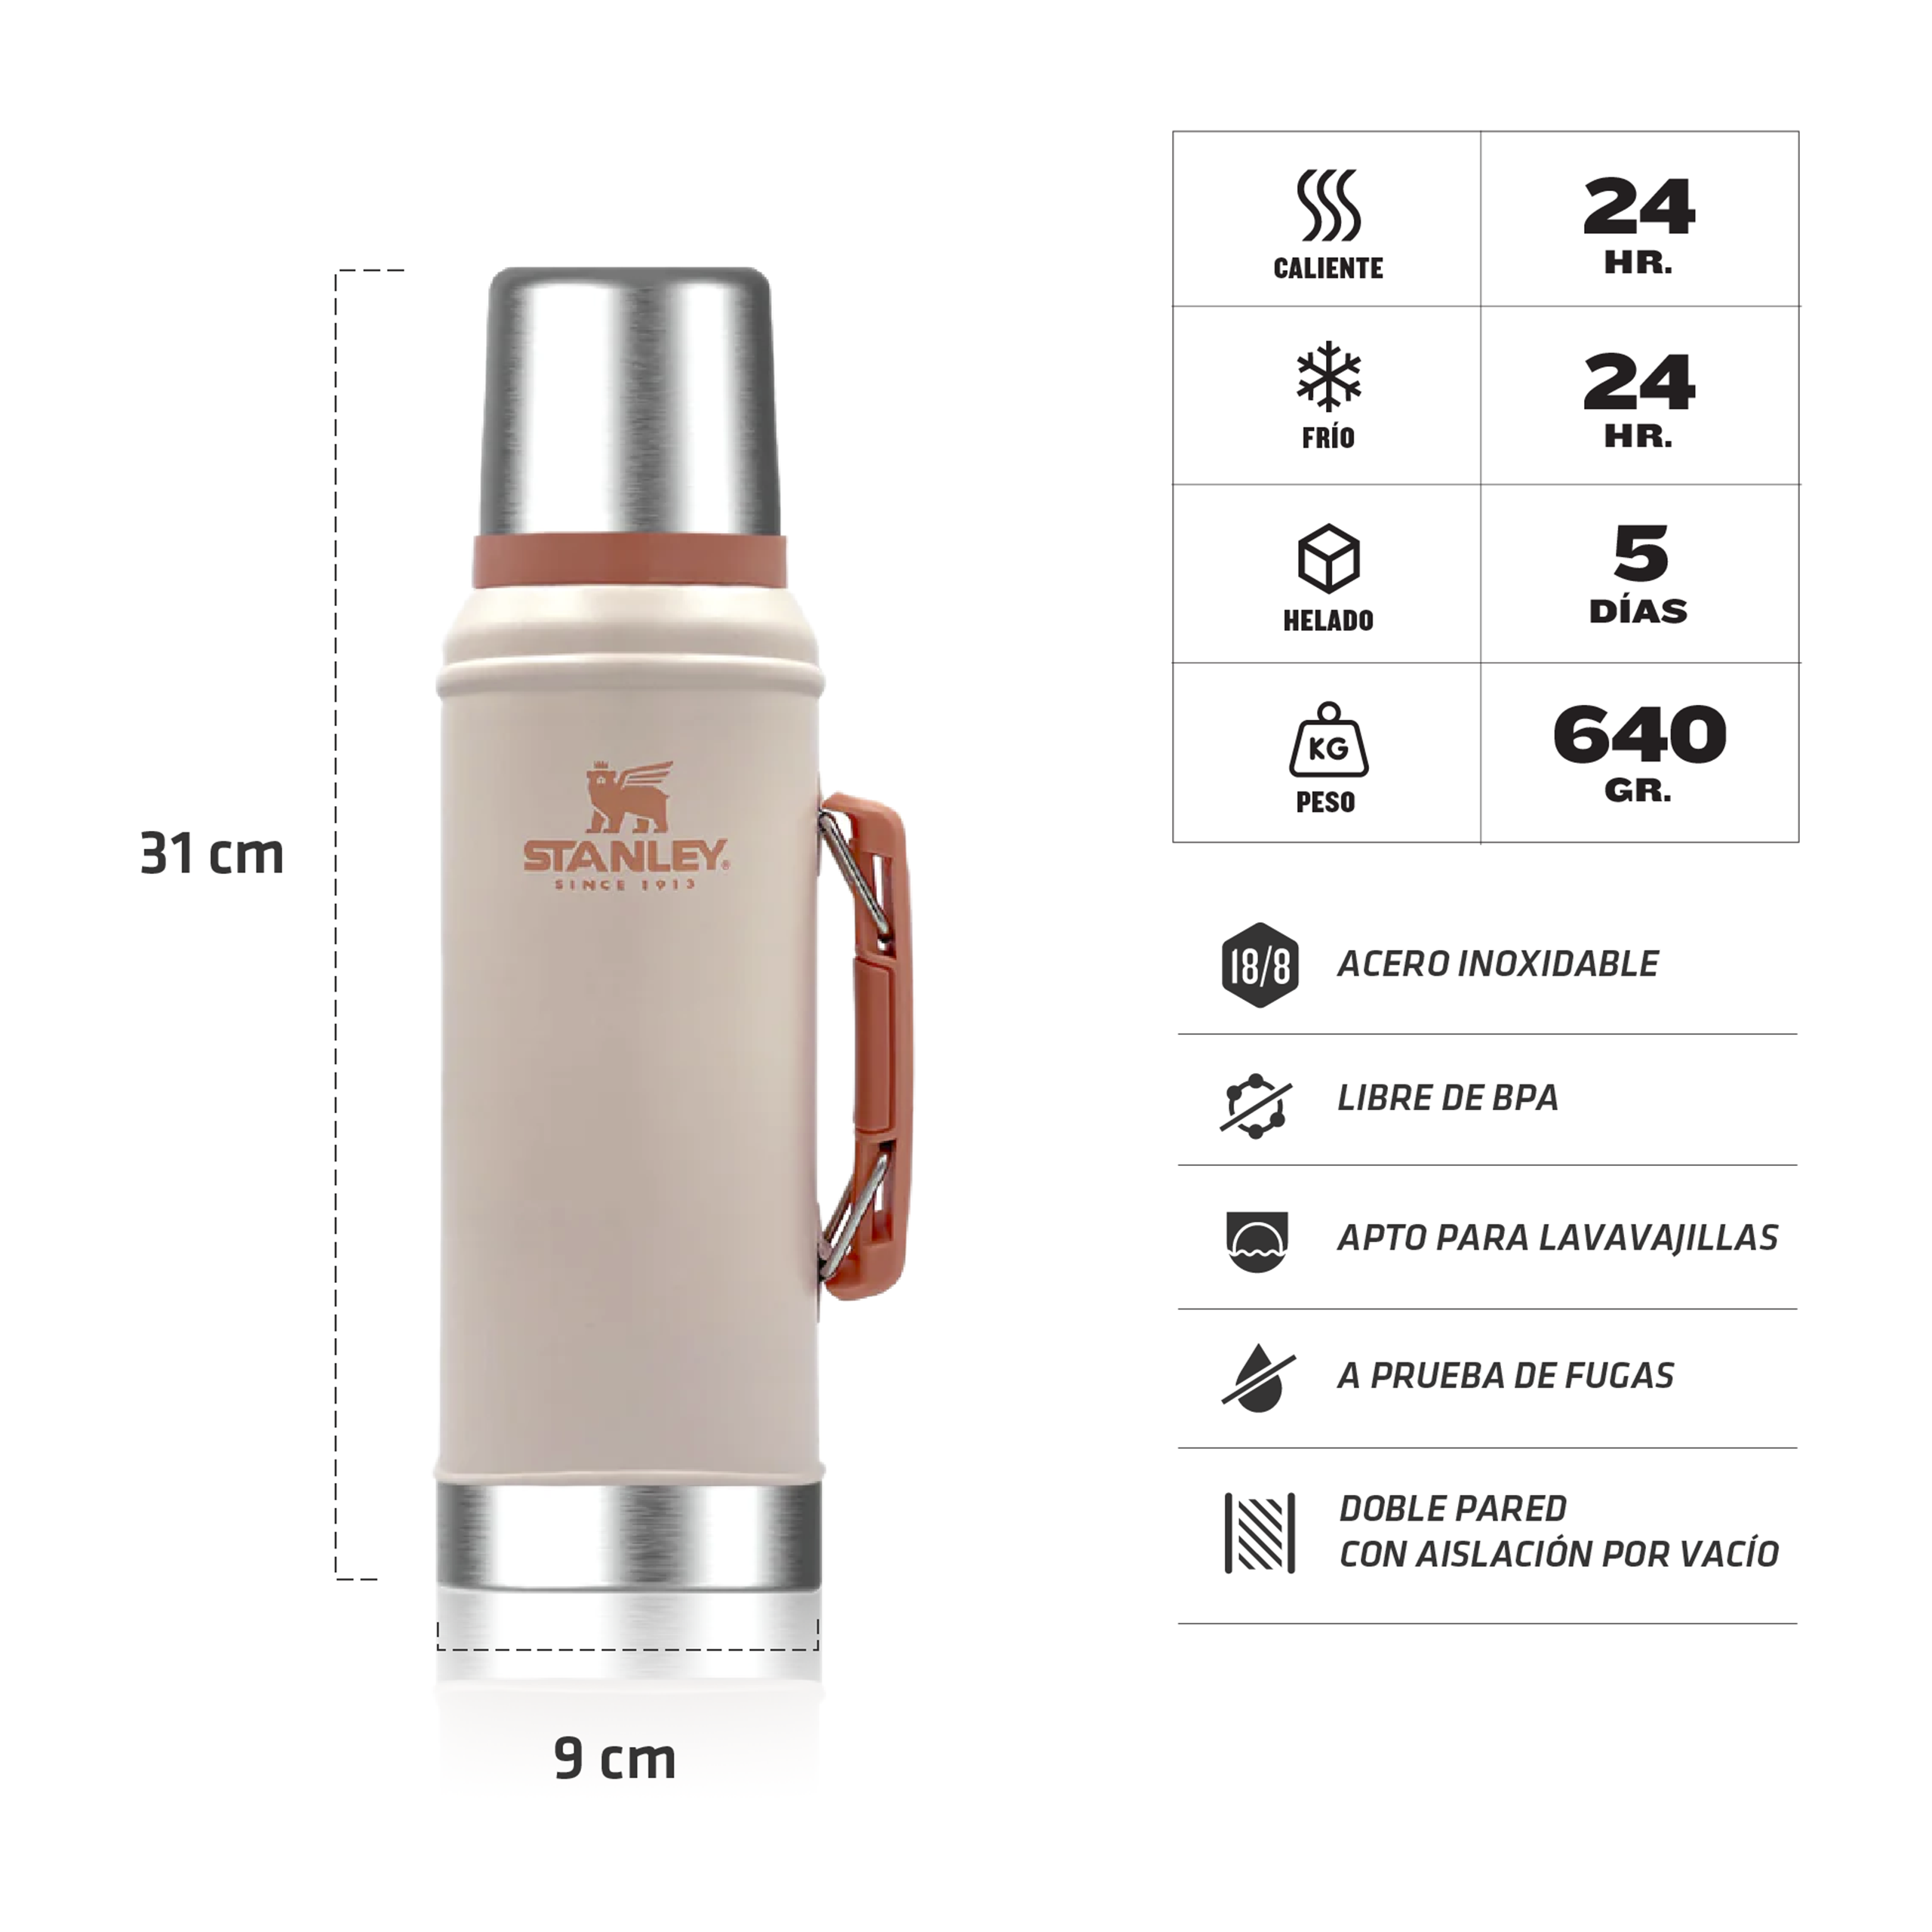 31 cm
STANLEY®
SINCE 1913
9 cm
CALIENTE
24
HR.
FRÍO
24
HR.
HELADO
5
DÍAS
KG
PESO
640
GR.
18/8
ACERO INOXIDABLE
LIBRE DE BPA
APTO PARA LAVAVAJILLAS
A PRUEBA DE FUGAS
DOBLE PARED
CON AISLACIÓN POR VACÍO